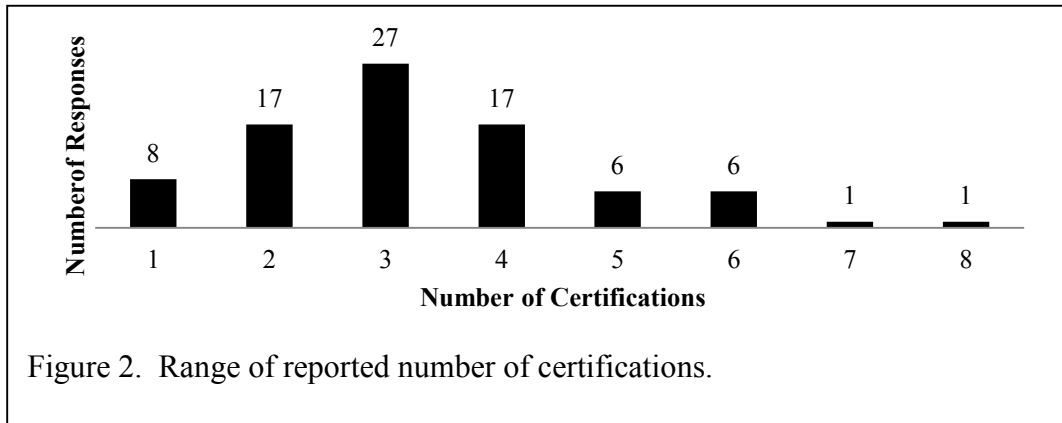 Numberof Responses
27
17
17
8
6
6
1
1
1 2 3 4 5 6 7 8
Number of Certifications
Figure 2.  Range of reported number of certifications.